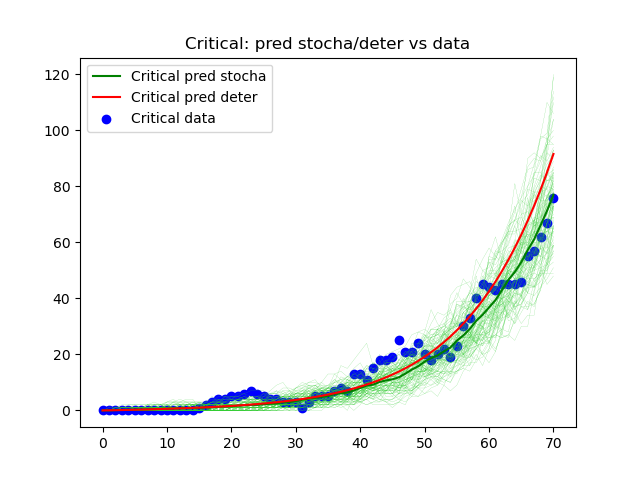 Critical: pred stocha/deter vs data
Critical pred stocha
Critical pred deter
Critical data
120
100
80
60
40
20
0
0 10 20 30 40 50 60 70